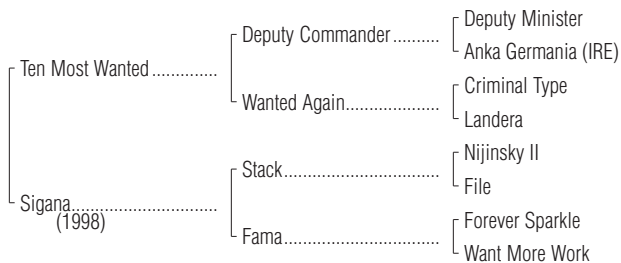 Deputy Minister
Deputy Commander..........
Anka Germania (IRE)
Ten Most Wanted..............
Criminal Type
Wanted Again....................
Landera
Nijinsky II
Stack.................................
File
Sigana...............................
(1998)
Forever Sparkle
Fama.................................
Want More Work